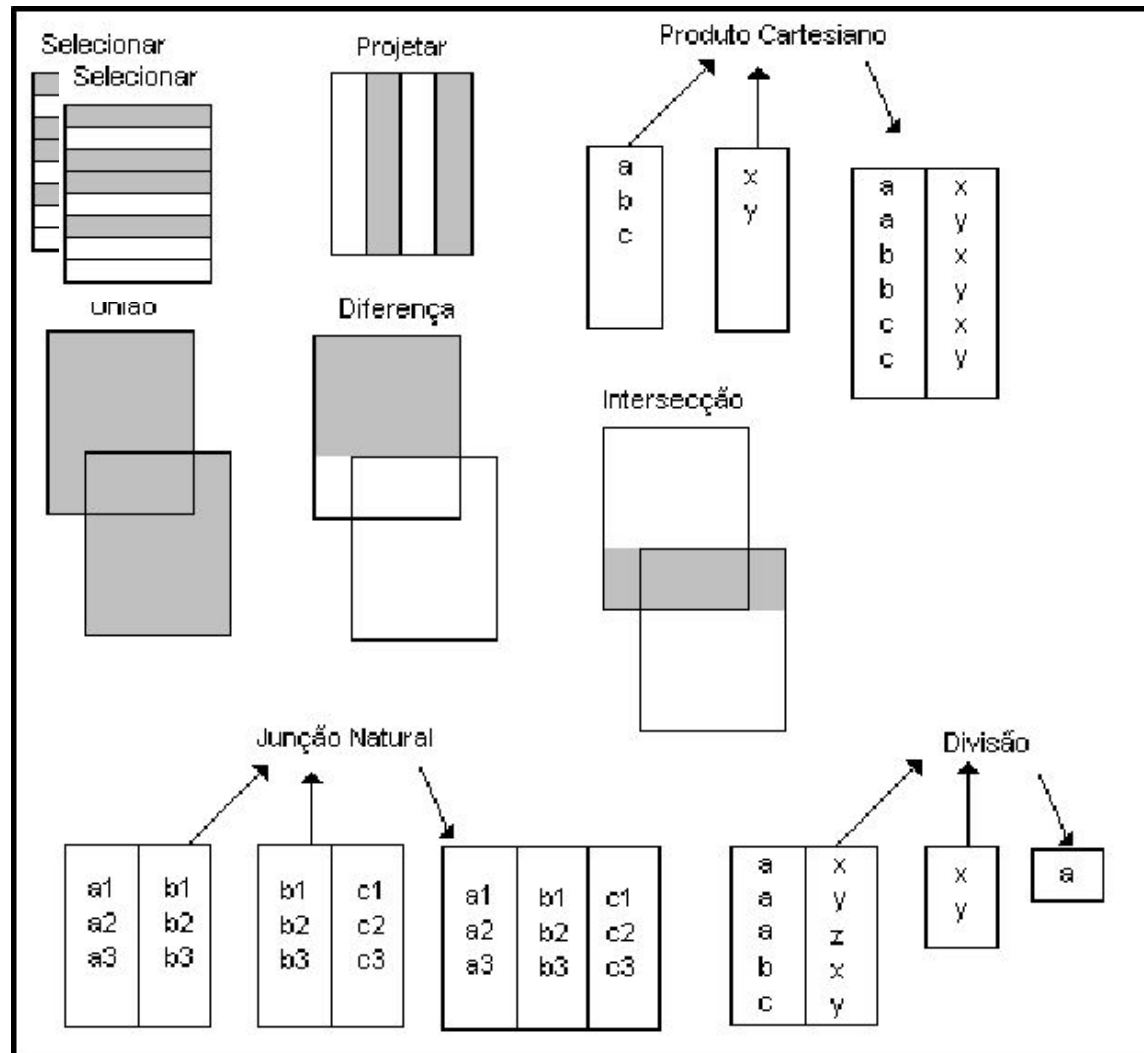 Selecionar
Selecionar
Projetar
Produto Cartesiano
a
b
c
x
y
a x
a y
b x
b y
c x
c y
União
Diferença
Intersecção
Junção Natural
a1 b1
a2 b2
a3 b3
b1 c1
b2 c2
b3 c3
a1 b1 c1
a2 b2 c2
a3 b3 c3
Divisão
a x
a y
a z
b x
c y
x
y
a